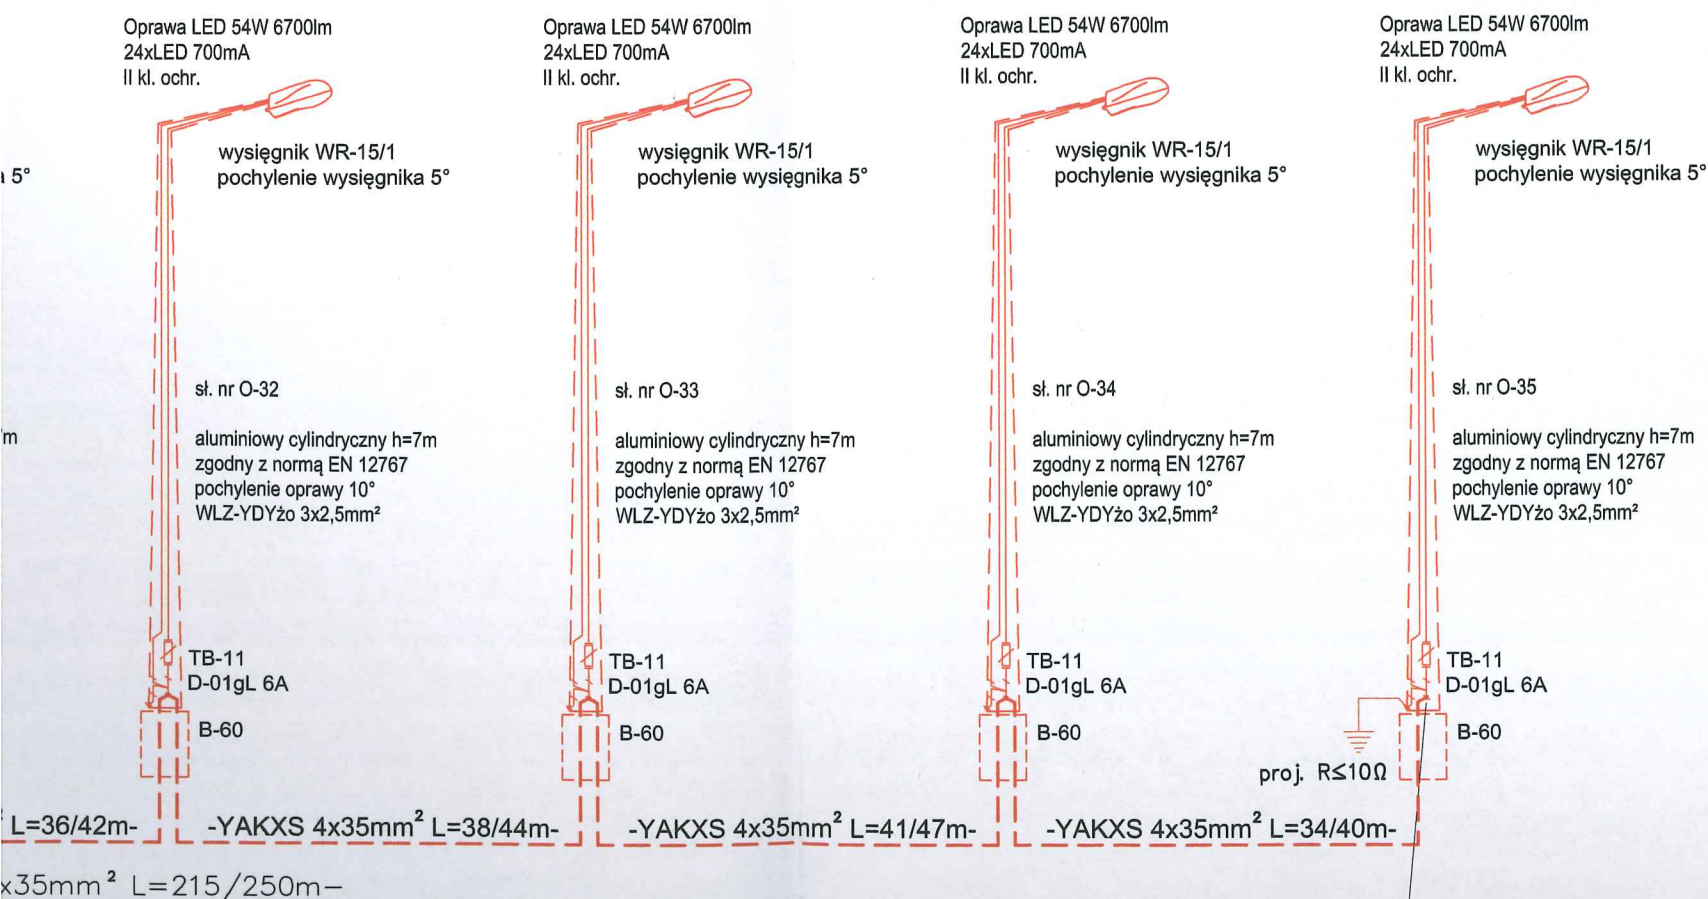 Oprawa LED 54W 6700lm
24xLED 700mA
II kl. ochr.
wysięgnik WR-15/1
pochylenie wysięgnika 5°
sł. nr O-32
aluminiowy cylindryczny h=7m
zgodny z normą EN 12767
pochylenie oprawy 10°
WLZ-YDYżo 3x2,5mm²
TB-11
D-01gL 6A
B-60
Oprawa LED 54W 6700lm
24xLED 700mA
II kl. ochr.
wysięgnik WR-15/1
pochylenie wysięgnika 5°
sł. nr O-33
aluminiowy cylindryczny h=7m
zgodny z normą EN 12767
pochylenie oprawy 10°
WLZ-YDYżo 3x2,5mm²
TB-11
D-01gL 6A
B-60
Oprawa LED 54W 6700lm
24xLED 700mA
II kl. ochr.
wysięgnik WR-15/1
pochylenie wysięgnika 5°
sł. nr O-34
aluminiowy cylindryczny h=7m
zgodny z normą EN 12767
pochylenie oprawy 10°
WLZ-YDYżo 3x2,5mm²
TB-11
D-01gL 6A
B-60
Oprawa LED 54W 6700lm
24xLED 700mA
II kl. ochr.
wysięgnik WR-15/1
pochylenie wysięgnika 5°
sł. nr O-35
aluminiowy cylindryczny h=7m
zgodny z normą EN 12767
pochylenie oprawy 10°
WLZ-YDYżo 3x2,5mm²
TB-11
D-01gL 6A
B-60
proj. R≤10Ω
5°
m
L=36/42m-
-YAKXS 4x35mm² L=38/44m-
-YAKXS 4x35mm² L=41/47m-
-YAKXS 4x35mm² L=34/40m-
x35mm² L=215/250m-